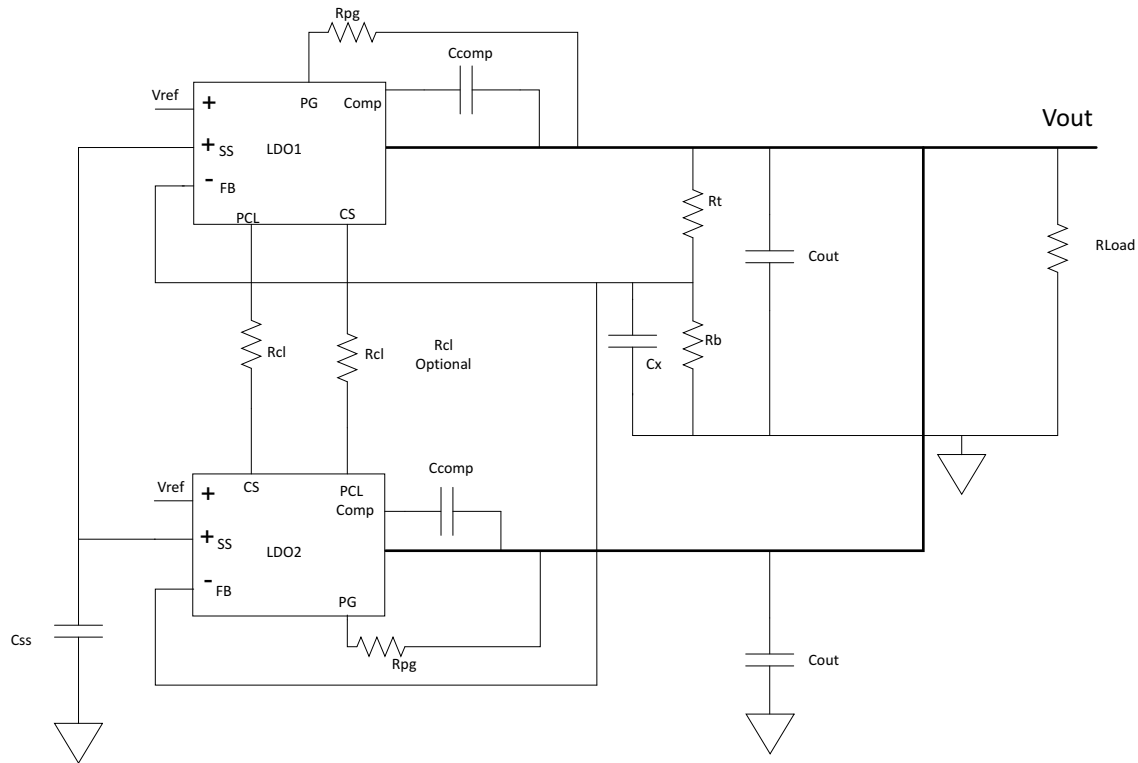 Rpg
Ccomp
Vref
+
PG
Comp
Vout
+
SS
LDO1
-
FB
PCL
CS
Rt
Cout
RLoad
Rcl
Rcl
Rcl
Optional
Cx
Rb
Ccomp
Vref
+
CS
PCL
Comp
+
SS
LDO2
-
FB
PG
Css
Rpg
Cout